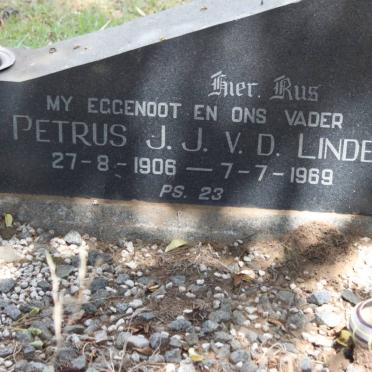 Hier Rus
MY EGGENOOT EN ONS VADER
PETRUS J. J. V. D. LINDE
27-8-1906 — 7-7-1969
PS. 23